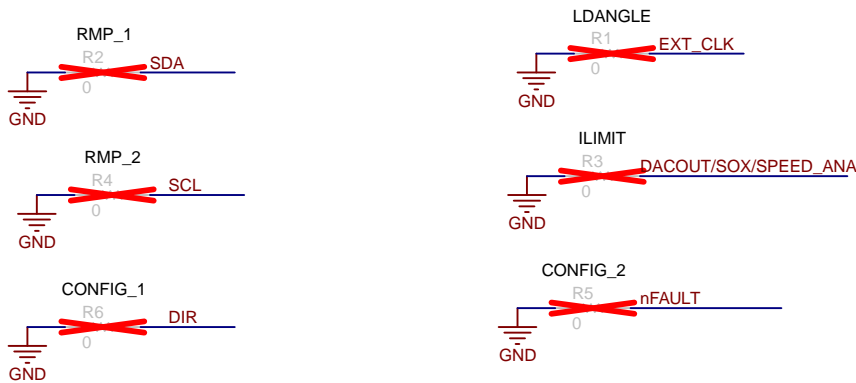 RMP_1
R2
SDA
0
GND
RMP_2
R4
SCL
0
GND
CONFIG_1
R6
DIR
0
GND
LDANGLE
R1
EXT_CLK
0
GND
ILIMIT
R3
DACOUT/SOX/SPEED_ANA
0
GND
CONFIG_2
R5
nFAULT
0
GND